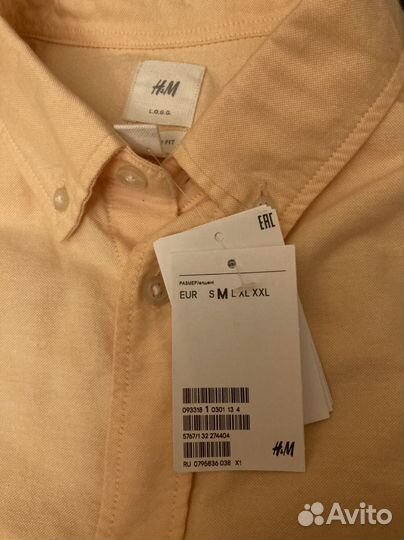 H&M
L.O.G.G.
FIT
EAC
РАЗМЕР/өлшемі
EUR S M L XL XXL
093318 1 0301 13 4
5767/1 32 274404
H&M
RU 0795836 038 X1
Avito